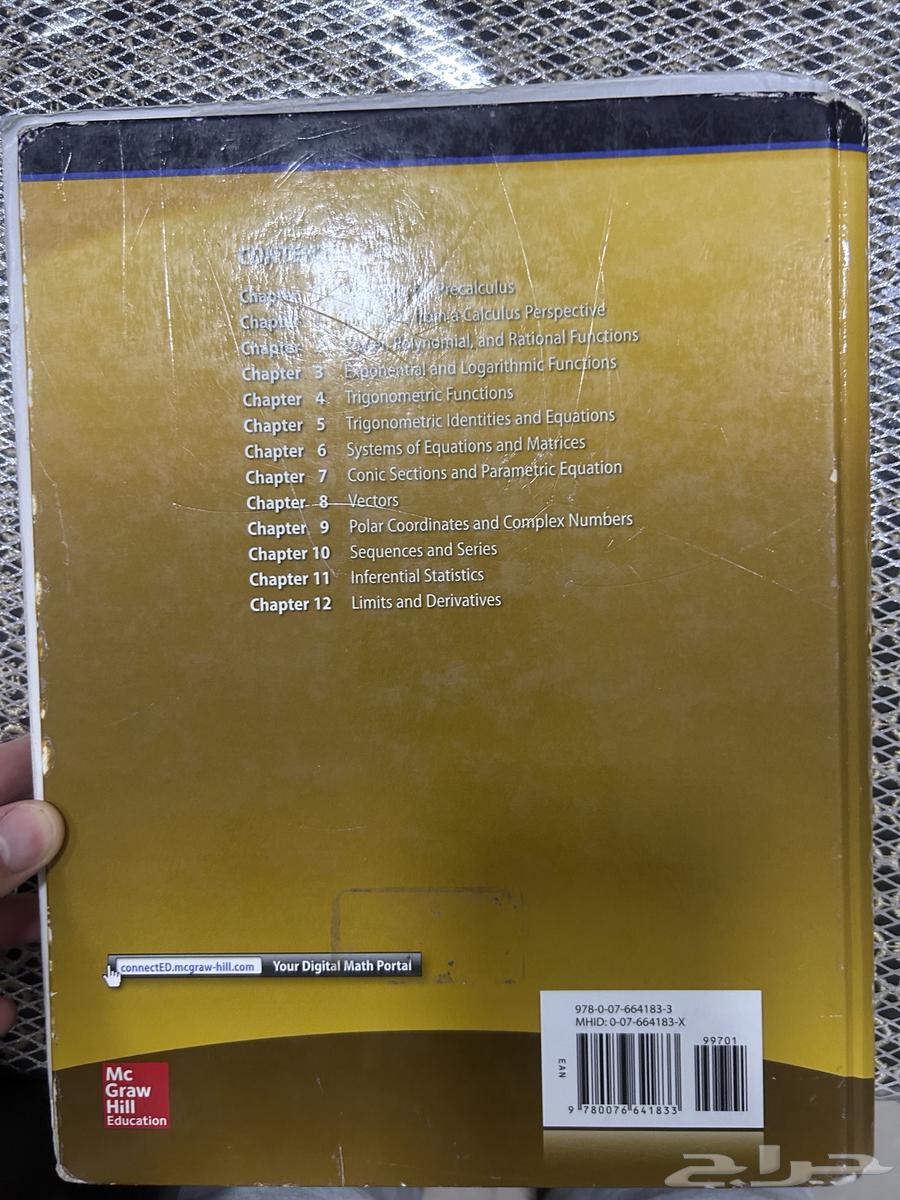 CONTENTS
Chapter Precalculus
Chapter from a Calculus Perspective
Chapter Polynomial, and Rational Functions
Chapter 3 Exponential and Logarithmic Functions
Chapter 4 Trigonometric Functions
Chapter 5 Trigonometric Identities and Equations
Chapter 6 Systems of Equations and Matrices
Chapter 7 Conic Sections and Parametric Equation
Chapter 8 Vectors
Chapter 9 Polar Coordinates and Complex Numbers
Chapter 10 Sequences and Series
Chapter 11 Inferential Statistics
Chapter 12 Limits and Derivatives
connectED.mcgraw-hill.com Your Digital Math Portal
978-0-07-664183-3
MHID: 0-07-664183-X
99701
EAN
9 780076 641833
Mc
Graw
Hill
Education
حراج